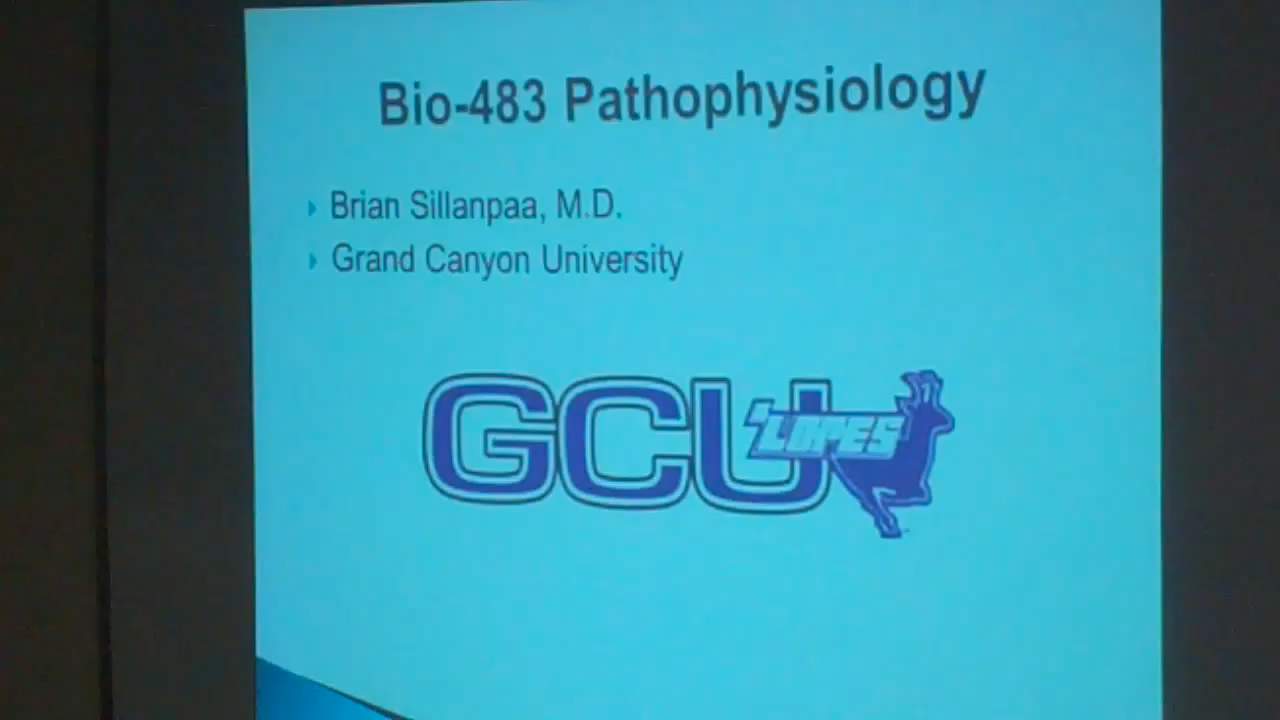 Bio-483 Pathophysiology
Brian Sillanpaa, M.D.
Grand Canyon University
GCU
'LOPES